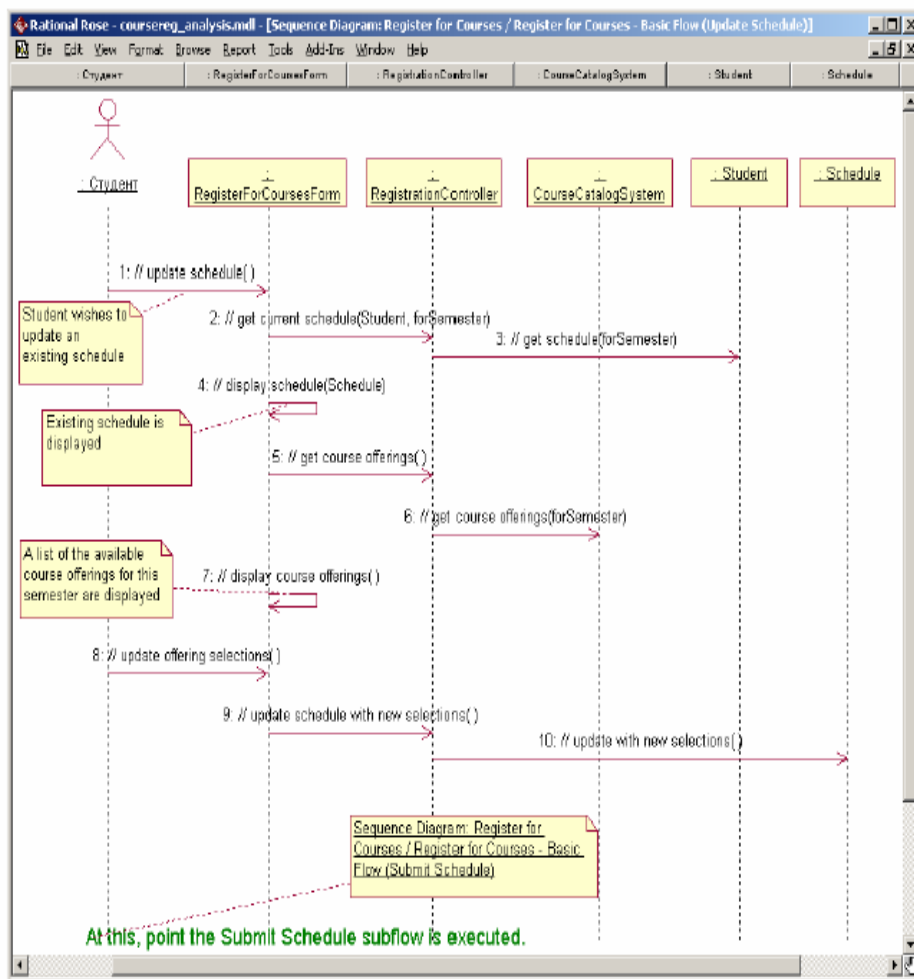 Rational Rose - coursereg_analysis.mdl - [Sequence Diagram: Register for Courses / Register for Courses - Basic Flow (Update Schedule)]
File Edit View Format Browse Report Tools Add-Ins Window Help
: Студент : RegisterForCoursesForm : RegistrationController : CourseCatalogSystem : Student : Schedule
: Студент
:
RegisterForCoursesForm
:
RegistrationController
:
CourseCatalogSystem
: Student
: Schedule
1: // update schedule( )
Student wishes to
update an
existing schedule
2: // get current schedule(Student, forSemester)
3: // get schedule(forSemester)
4: // display schedule(Schedule)
Existing schedule is
displayed
5: // get course offerings( )
6: // get course offerings(forSemester)
A list of the available
course offerings for this
semester are displayed
7: // display course offerings( )
8: // update offering selections( )
9: // update schedule with new selections( )
10: // update with new selections( )
Sequence Diagram: Register for
Courses / Register for Courses - Basic
Flow (Submit Schedule)
At this, point the Submit Schedule subflow is executed.